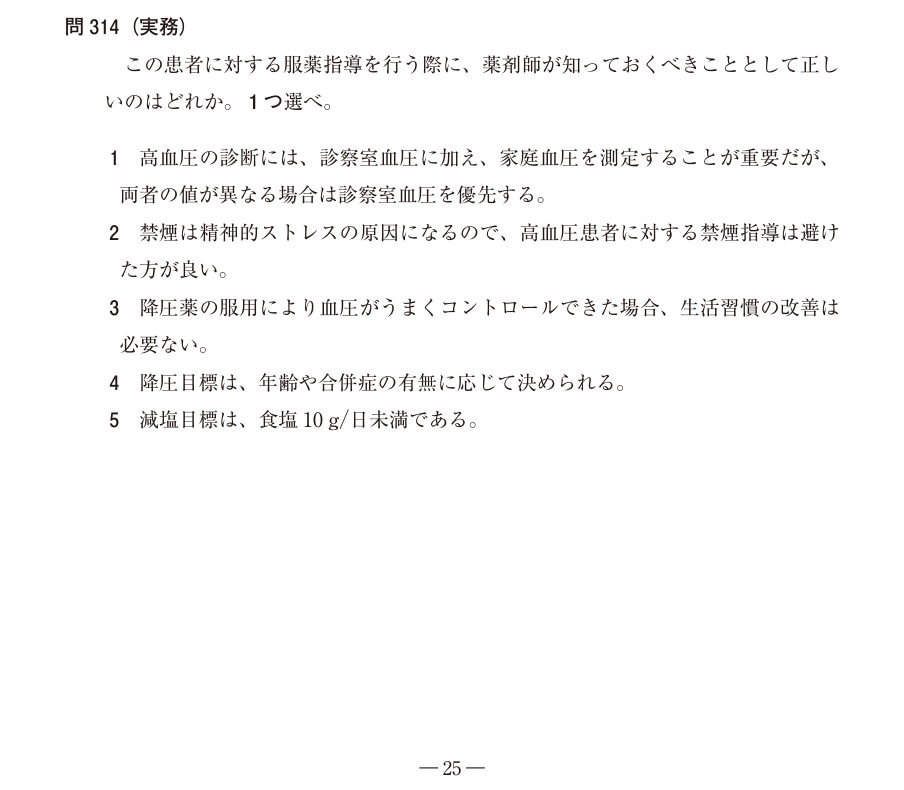 問 314（実務）
この患者に対する服薬指導を行う際に、薬剤師が知っておくべきこととして正し
いのはどれか。1つ選べ。
1　高血圧の診断には、診察室血圧に加え、家庭血圧を測定することが重要だが、
両者の値が異なる場合は診察室血圧を優先する。
2　禁煙は精神的ストレスの原因になるので、高血圧患者に対する禁煙指導は避け
た方が良い。
3　降圧薬の服用により血圧がうまくコントロールできた場合、生活習慣の改善は
必要ない。
4　降圧目標は、年齢や合併症の有無に応じて決められる。
5　減塩目標は、食塩 10 g/日未満である。
— 25 —